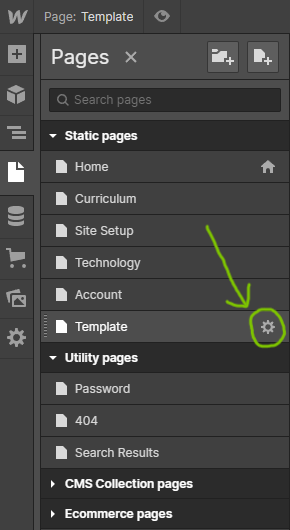 Page: Template
Pages
Search pages
Static pages
Home
Curriculum
Site Setup
Technology
Account
Template
Utility pages
Password
404
Search Results
CMS Collection pages
Ecommerce pages